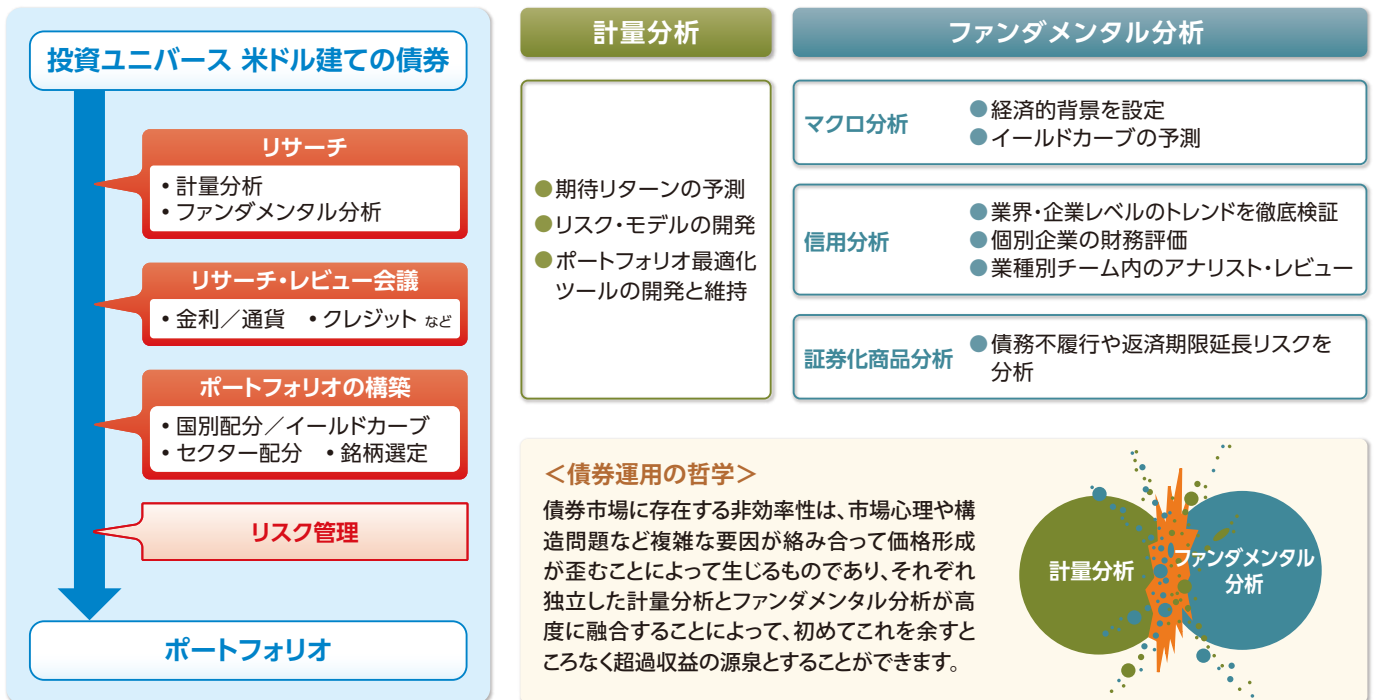 投資ユニバース 米ドル建ての債券
リサーチ
・計量分析
・ファンダメンタル分析
リサーチ・レビュー会議
・金利／通貨 ・クレジット など
ポートフォリオの構築
・国別配分／イールドカーブ
・セクター配分 ・銘柄選定
リスク管理
ポートフォリオ
計量分析
●期待リターンの予測
●リスク・モデルの開発
●ポートフォリオ最適化
ツールの開発と維持
ファンダメンタル分析
マクロ分析
●経済的背景を設定
●イールドカーブの予測
信用分析
●業界・企業レベルのトレンドを徹底検証
●個別企業の財務評価
●業種別チーム内のアナリスト・レビュー
証券化商品分析
●債務不履行や返済期限延長リスクを
分析
＜債券運用の哲学＞
債券市場に存在する非効率性は、市場心理や構
造問題など複雑な要因が絡み合って価格形成
が歪むことによって生じるものであり、それぞれ
独立した計量分析とファンダメンタル分析が高
度に融合することによって、初めてこれを余すと
ころなく超過収益の源泉とすることができます。
計量分析
ファンダメンタル
分析